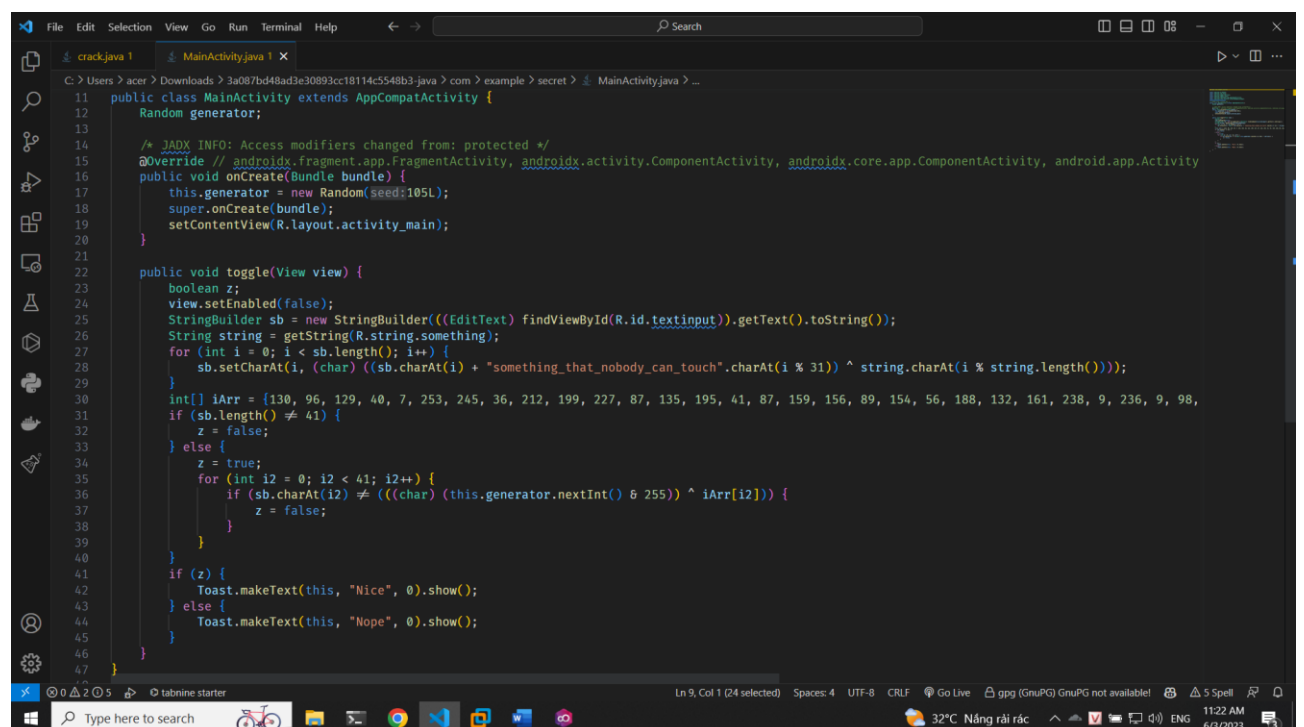 File Edit Selection View Go Run Terminal Help
Search
crack.java 1 MainActivity.java 1
C: > Users > acer > Downloads > 3a087bd48ad3e30893cc18114c5548b3-java > com > example > secret > MainActivity.java > ...
11 public class MainActivity extends AppCompatActivity {
12 Random generator;
13
14 /* JADX INFO: Access modifiers changed from: protected */
15 @Override // androidx.fragment.app.FragmentActivity, androidx.activity.ComponentActivity, androidx.core.app.ComponentActivity, android.app.Activity
16 public void onCreate(Bundle bundle) {
17 this.generator = new Random(seed:105L);
18 super.onCreate(bundle);
19 setContentView(R.layout.activity_main);
20 }
21
22 public void toggle(View view) {
23 boolean z;
24 view.setEnabled(false);
25 StringBuilder sb = new StringBuilder(((EditText) findViewById(R.id.textinput)).getText().toString());
26 String string = getString(R.string.something);
27 for (int i = 0; i < sb.length(); i++) {
28 sb.setCharAt(i, (char) ((sb.charAt(i) + "something_that_nobody_can_touch".charAt(i % 31)) ^ string.charAt(i % string.length())));
29 }
30 int[] iArr = {130, 96, 129, 40, 7, 253, 245, 36, 212, 199, 227, 87, 135, 195, 41, 87, 159, 156, 89, 154, 56, 188, 132, 161, 238, 9, 236, 9, 98,
31 if (sb.length() ≠ 41) {
32 z = false;
33 } else {
34 z = true;
35 for (int i2 = 0; i2 < 41; i2++) {
36 if (sb.charAt(i2) ≠ (((char) (this.generator.nextInt() & 255)) ^ iArr[i2])) {
37 z = false;
38 }
39 }
40 }
41 if (z) {
42 Toast.makeText(this, "Nice", 0).show();
43 } else {
44 Toast.makeText(this, "Nope", 0).show();
45 }
46 }
47 }
0 2 5 tabnine starter Ln 9, Col 1 (24 selected) Spaces: 4 UTF-8 CRLF Go Live gpg (GnuPG) GnuPG not available! 5 Spell
Type here to search 32°C Nắng rải rác ENG 11:22 AM
6/3/2023